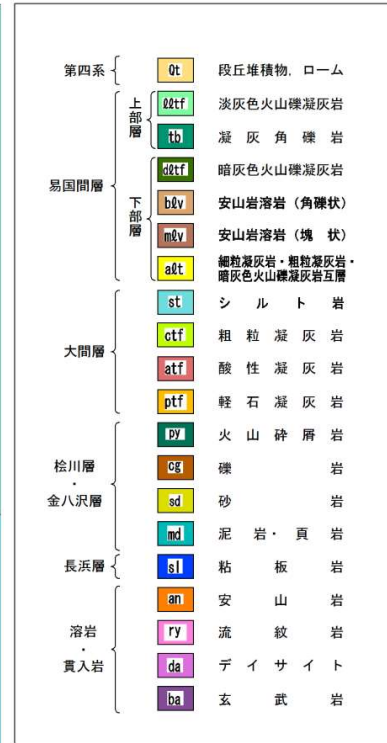 第四系 Qt 段丘堆積物，ローム
易国間層
上部層
lltf 淡灰色火山礫凝灰岩
tb 凝灰角礫岩
下部層
dltf 暗灰色火山礫凝灰岩
blv 安山岩溶岩（角礫状）
mlv 安山岩溶岩（塊 状）
alt 細粒凝灰岩・粗粒凝灰岩・
暗灰色火山礫凝灰岩互層
大間層
st シルト岩
ctf 粗粒凝灰岩
atf 酸性凝灰岩
ptf 軽石凝灰岩
桧川層
・
金八沢層
py 火山砕屑岩
cg 礫岩
sd 砂岩
md 泥岩・頁岩
長浜層 sl 粘板岩
溶岩
・
貫入岩
an 安山岩
ry 流紋岩
da デイサイト
ba 玄武岩